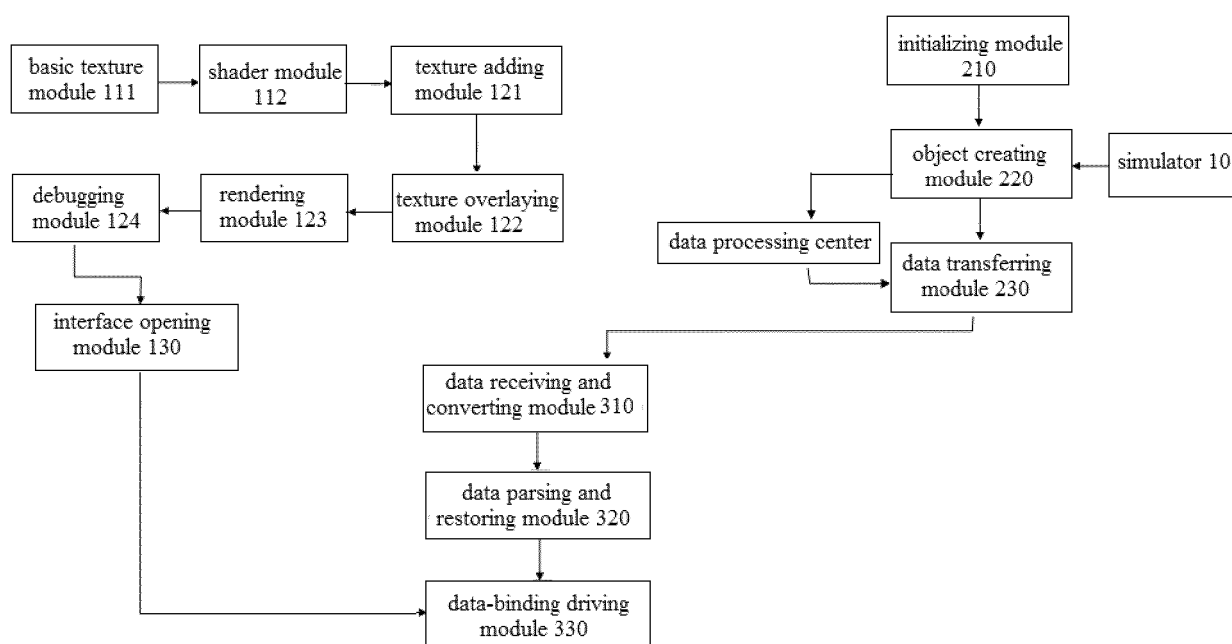 basic texture
module 111
shader module
112
texture adding
module 121
initializing module
210
object creating
module 220
simulator 10
debugging
module 124
rendering
module 123
texture overlaying
module 122
data processing center
data transferring
module 230
interface opening
module 130
data receiving and
converting module 310
data parsing and
restoring module 320
data-binding driving
module 330